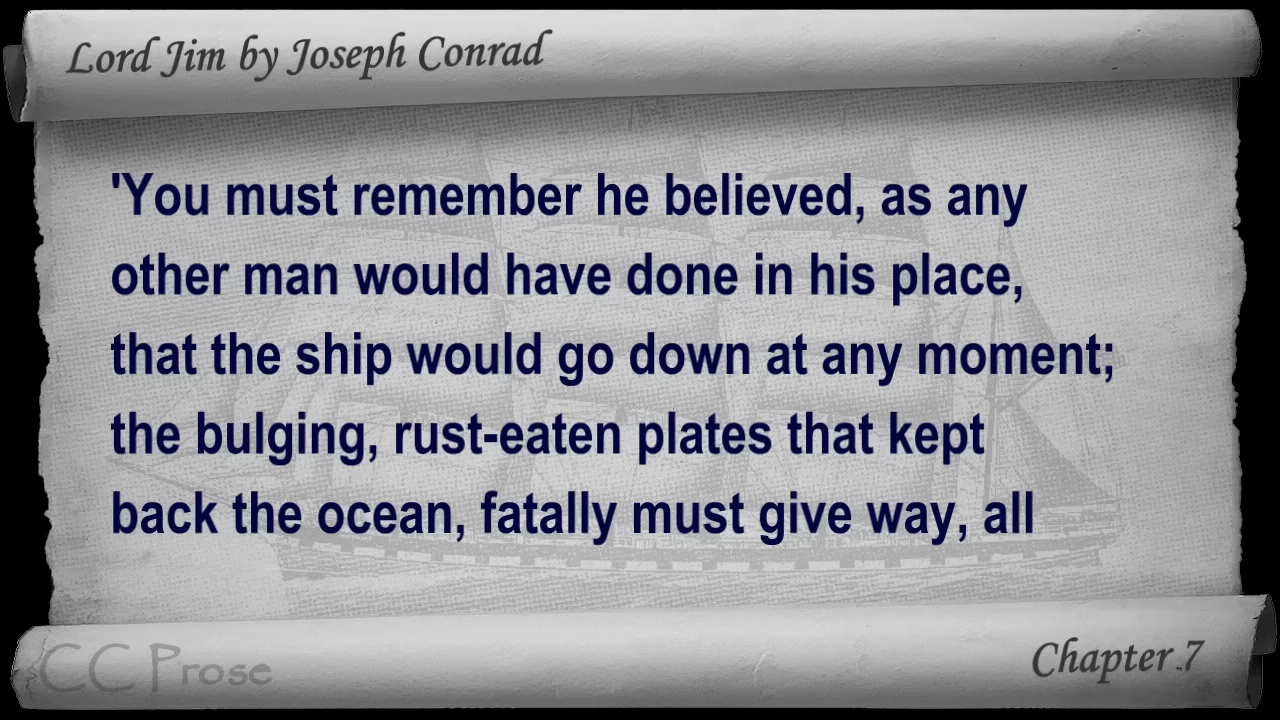 Lord Jim by Joseph Conrad
'You must remember he believed, as any
other man would have done in his place,
that the ship would go down at any moment;
the bulging, rust-eaten plates that kept
back the ocean, fatally must give way, all
CC Prose
Chapter 7